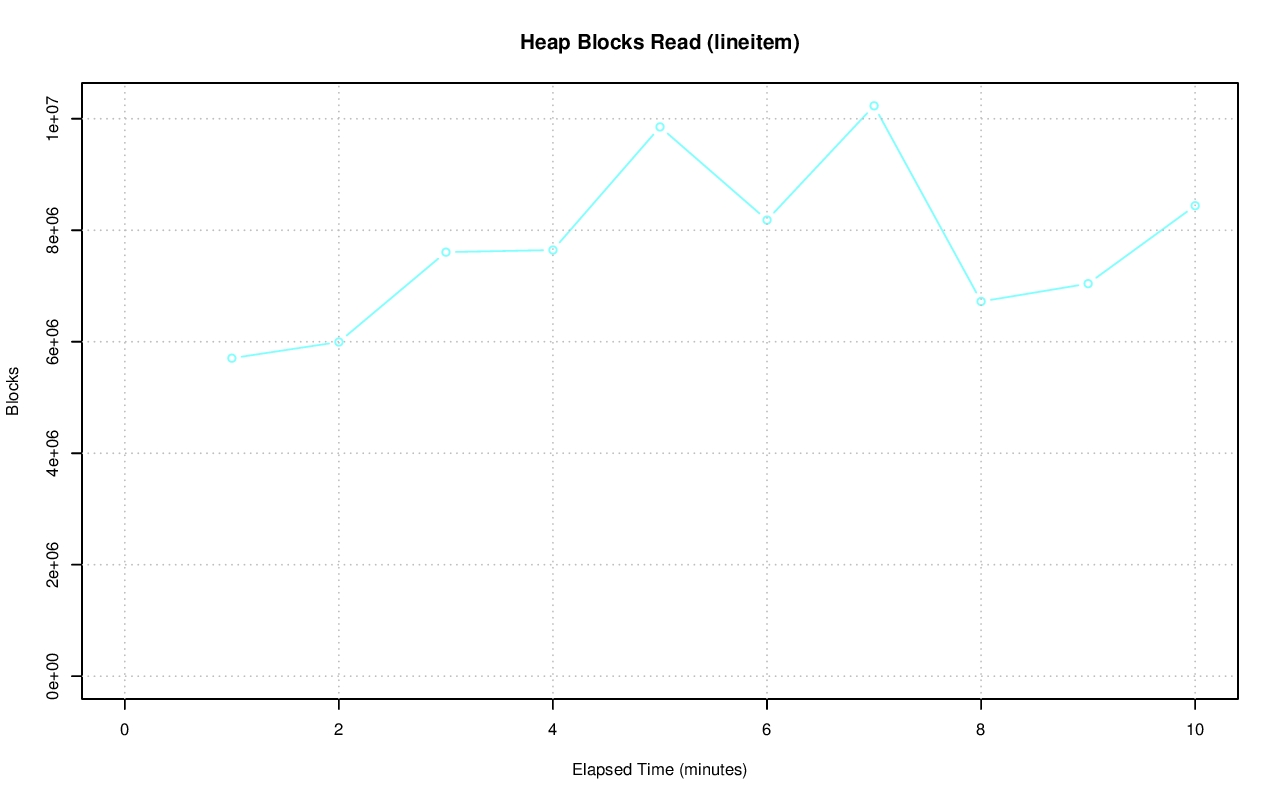 Heap Blocks Read (lineitem)
1e+07
8e+06
6e+06
4e+06
2e+06
0e+00
Blocks
0 2 4 6 8 10
Elapsed Time (minutes)